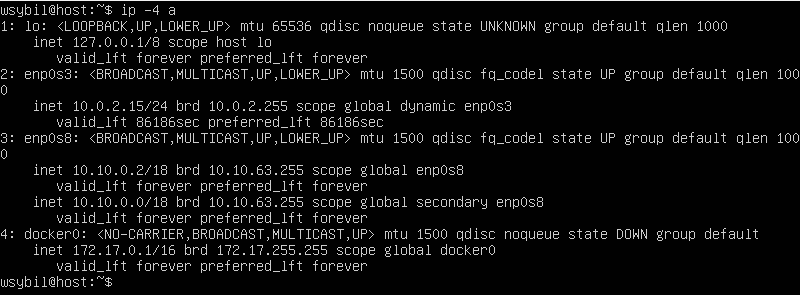 wsybil@host:~$ ip -4 a
1: lo: <LOOPBACK,UP,LOWER_UP> mtu 65536 qdisc noqueue state UNKNOWN group default qlen 1000
    inet 127.0.0.1/8 scope host lo
       valid_lft forever preferred_lft forever
2: enp0s3: <BROADCAST,MULTICAST,UP,LOWER_UP> mtu 1500 qdisc fq_codel state UP group default qlen 100
0
    inet 10.0.2.15/24 brd 10.0.2.255 scope global dynamic enp0s3
       valid_lft 86186sec preferred_lft 86186sec
3: enp0s8: <BROADCAST,MULTICAST,UP,LOWER_UP> mtu 1500 qdisc fq_codel state UP group default qlen 100
0
    inet 10.10.0.2/18 brd 10.10.63.255 scope global enp0s8
       valid_lft forever preferred_lft forever
    inet 10.10.0.0/18 brd 10.10.63.255 scope global secondary enp0s8
       valid_lft forever preferred_lft forever
4: docker0: <NO-CARRIER,BROADCAST,MULTICAST,UP> mtu 1500 qdisc noqueue state DOWN group default
    inet 172.17.0.1/16 brd 172.17.255.255 scope global docker0
       valid_lft forever preferred_lft forever
wsybil@host:~$